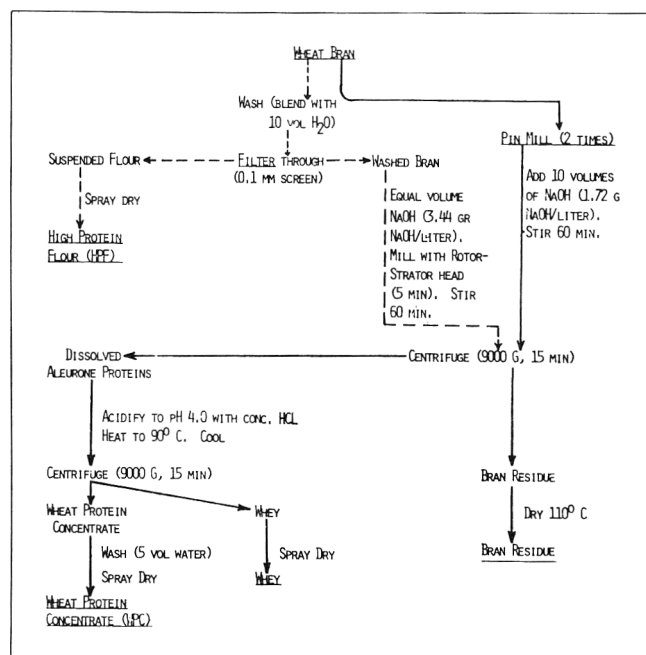 WHEAT BRAN
WASH (BLEND WITH
10 VOL H2O)
PIN MILL (2 TIMES)
SUSPENDED FLOUR
FILTER THROUGH
(0.1 MM SCREEN)
WASHED BRAN
SPRAY DRY
HIGH PROTEIN
FLOUR (HPF)
EQUAL VOLUME
NAOH (3.44 GR
NAOH/LITER).
MILL WITH ROTOR-
STRATOR HEAD
(5 MIN). STIR
60 MIN.
ADD 10 VOLUMES
OF NAOH (1.72 G
NAOH/LITER).
STIR 60 MIN.
DISSOLVED
ALEURONE PROTEINS
CENTRIFUGE (9000 G, 15 MIN)
ACIDIFY TO PH 4.0 WITH CONC. HCL
HEAT TO 90º C. COOL
CENTRIFUGE (9000 G, 15 MIN)
BRAN RESIDUE
WHEAT PROTEIN
CONCENTRATE
WHEY
DRY 110º C
WASH (5 VOL WATER)
SPRAY DRY
SPRAY DRY
WHEY
BRAN RESIDUE
WHEAT PROTEIN
CONCENTRATE (WPC)